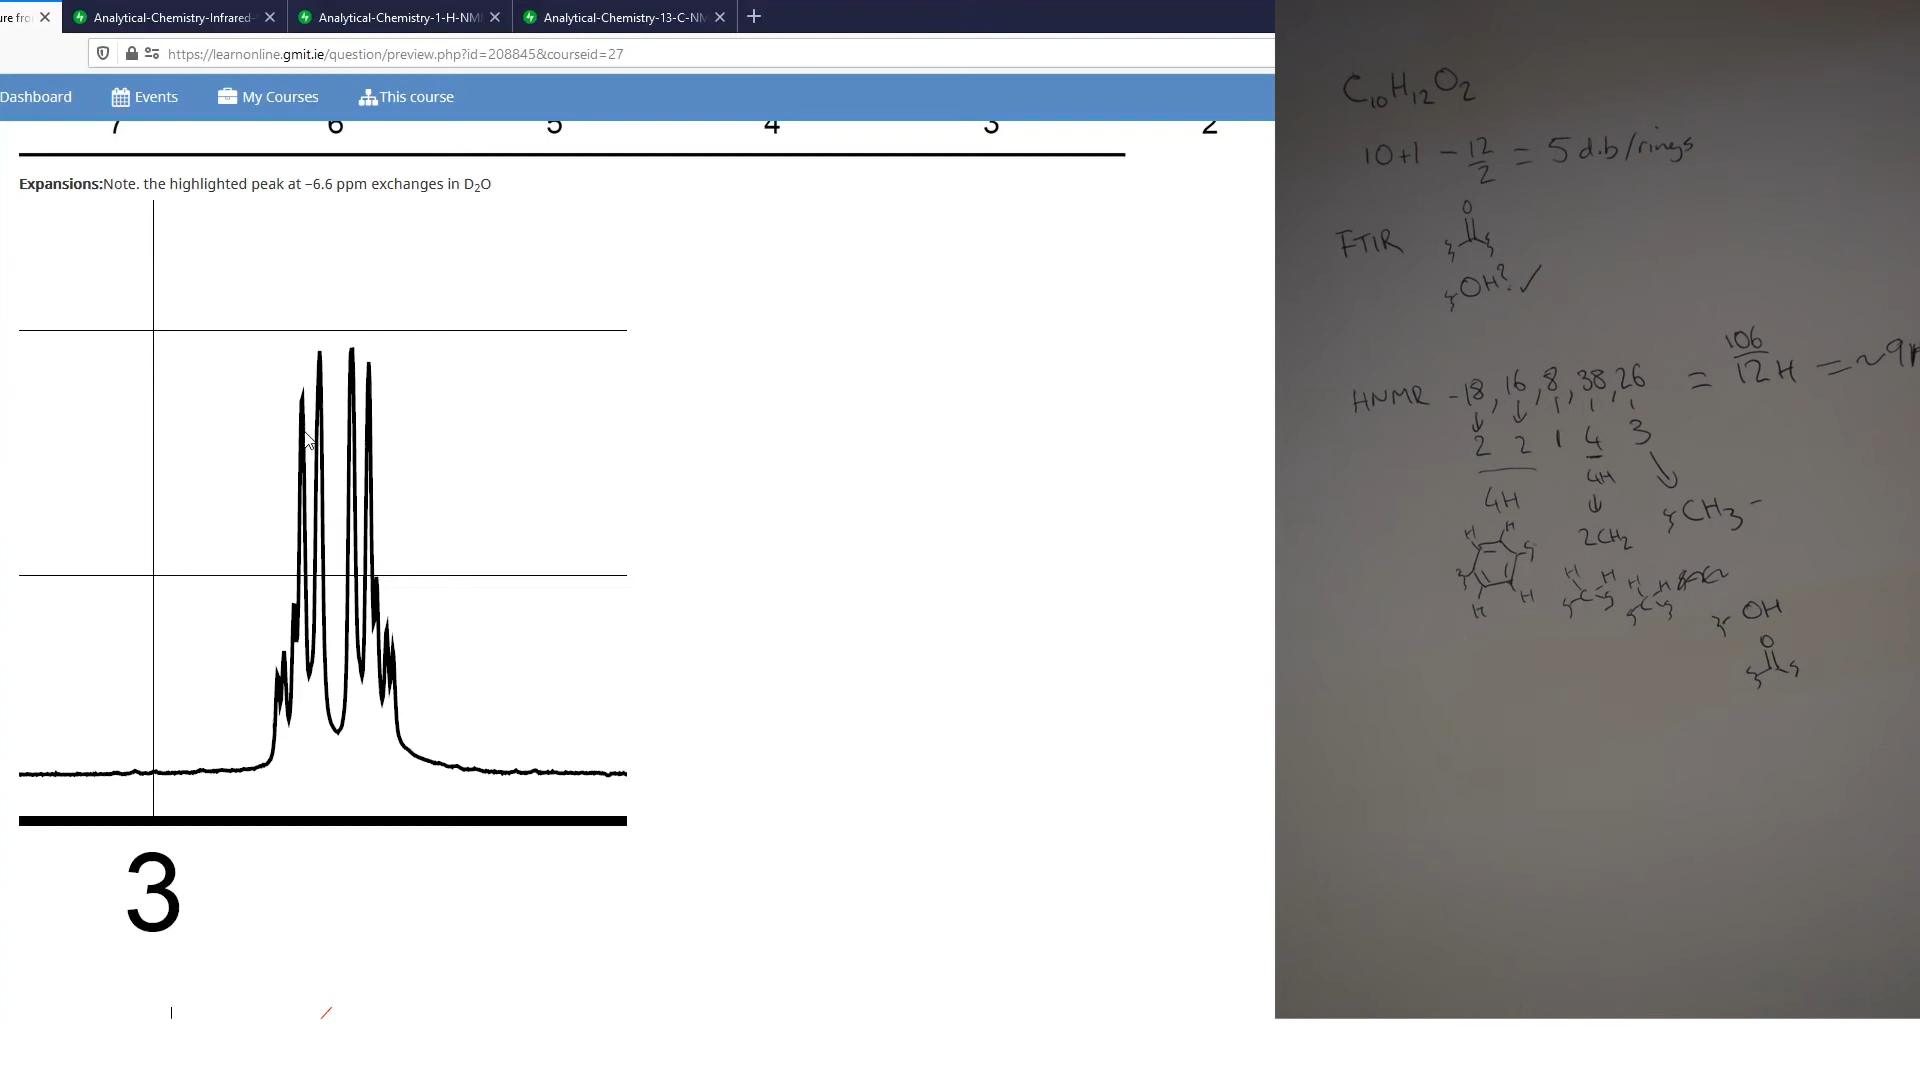 ure fro
Analytical-Chemistry-Infrared-
Analytical-Chemistry-1-H-NM
Analytical-Chemistry-13-C-NM
https://learnonline.gmit.ie/question/preview.php?id=208845&courseid=27
Dashboard Events My Courses This course
7 6 5 4 3 2
Expansions:Note. the highlighted peak at ~6.6 ppm exchanges in D₂O
3
C₁₀H₁₂O₂
10+1 - 12/2 = 5 d.b/rings
FTIR
O
OH? ✓
HNMR - 18, 16, 8, 38, 26 = 106/12H = ~9
2 2 1 4 3
4H 4H
2CH₂ CH₃
H H H H
H H H H
C C
OH
O